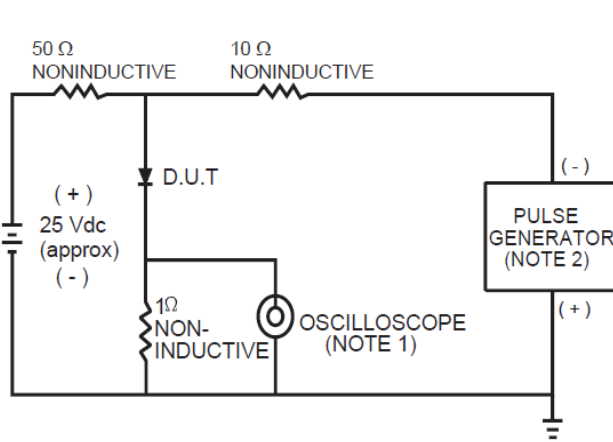 50 Ω
NONINDUCTIVE
10 Ω
NONINDUCTIVE
D.U.T
( + )
25 Vdc
(approx)
( - )
1Ω
NON-
INDUCTIVE
OSCILLOSCOPE
(NOTE 1)
( - )
PULSE
GENERATOR
(NOTE 2)
( + )